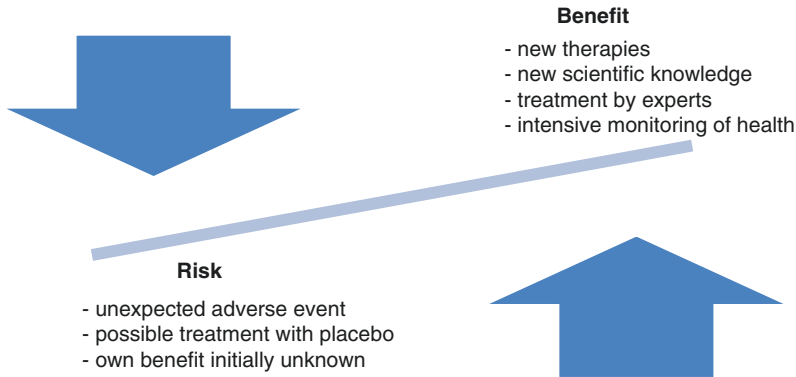 Benefit
- new therapies
- new scientific knowledge
- treatment by experts
- intensive monitoring of health
Risk
- unexpected adverse event
- possible treatment with placebo
- own benefit initially unknown